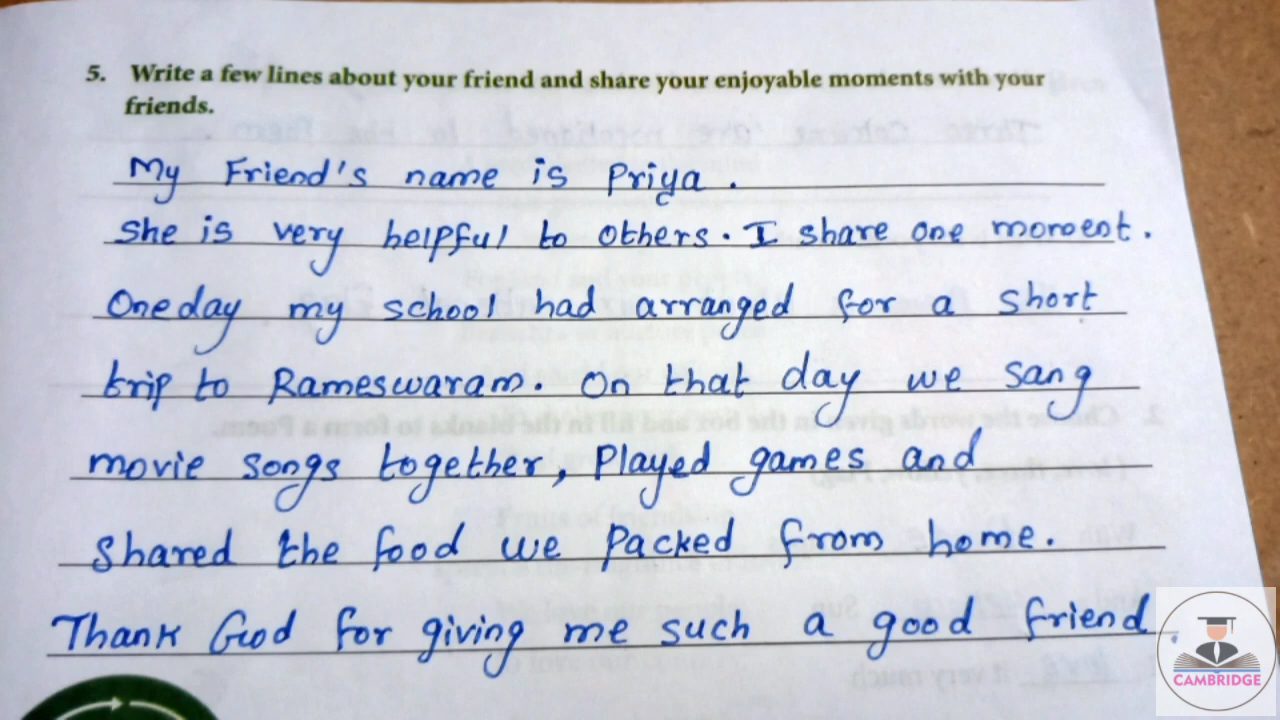 5. Write a few lines about your friend and share your enjoyable moments with your
friends.
My Friend's name is Priya.
She is very helpful to others. I share one moment.
One day my school had arranged for a short
trip to Rameswaram. On that day we sang
movie songs together, Played games and
shared the food we Packed from home.
Thank God for giving me such a good friend.
CAMBRIDGE